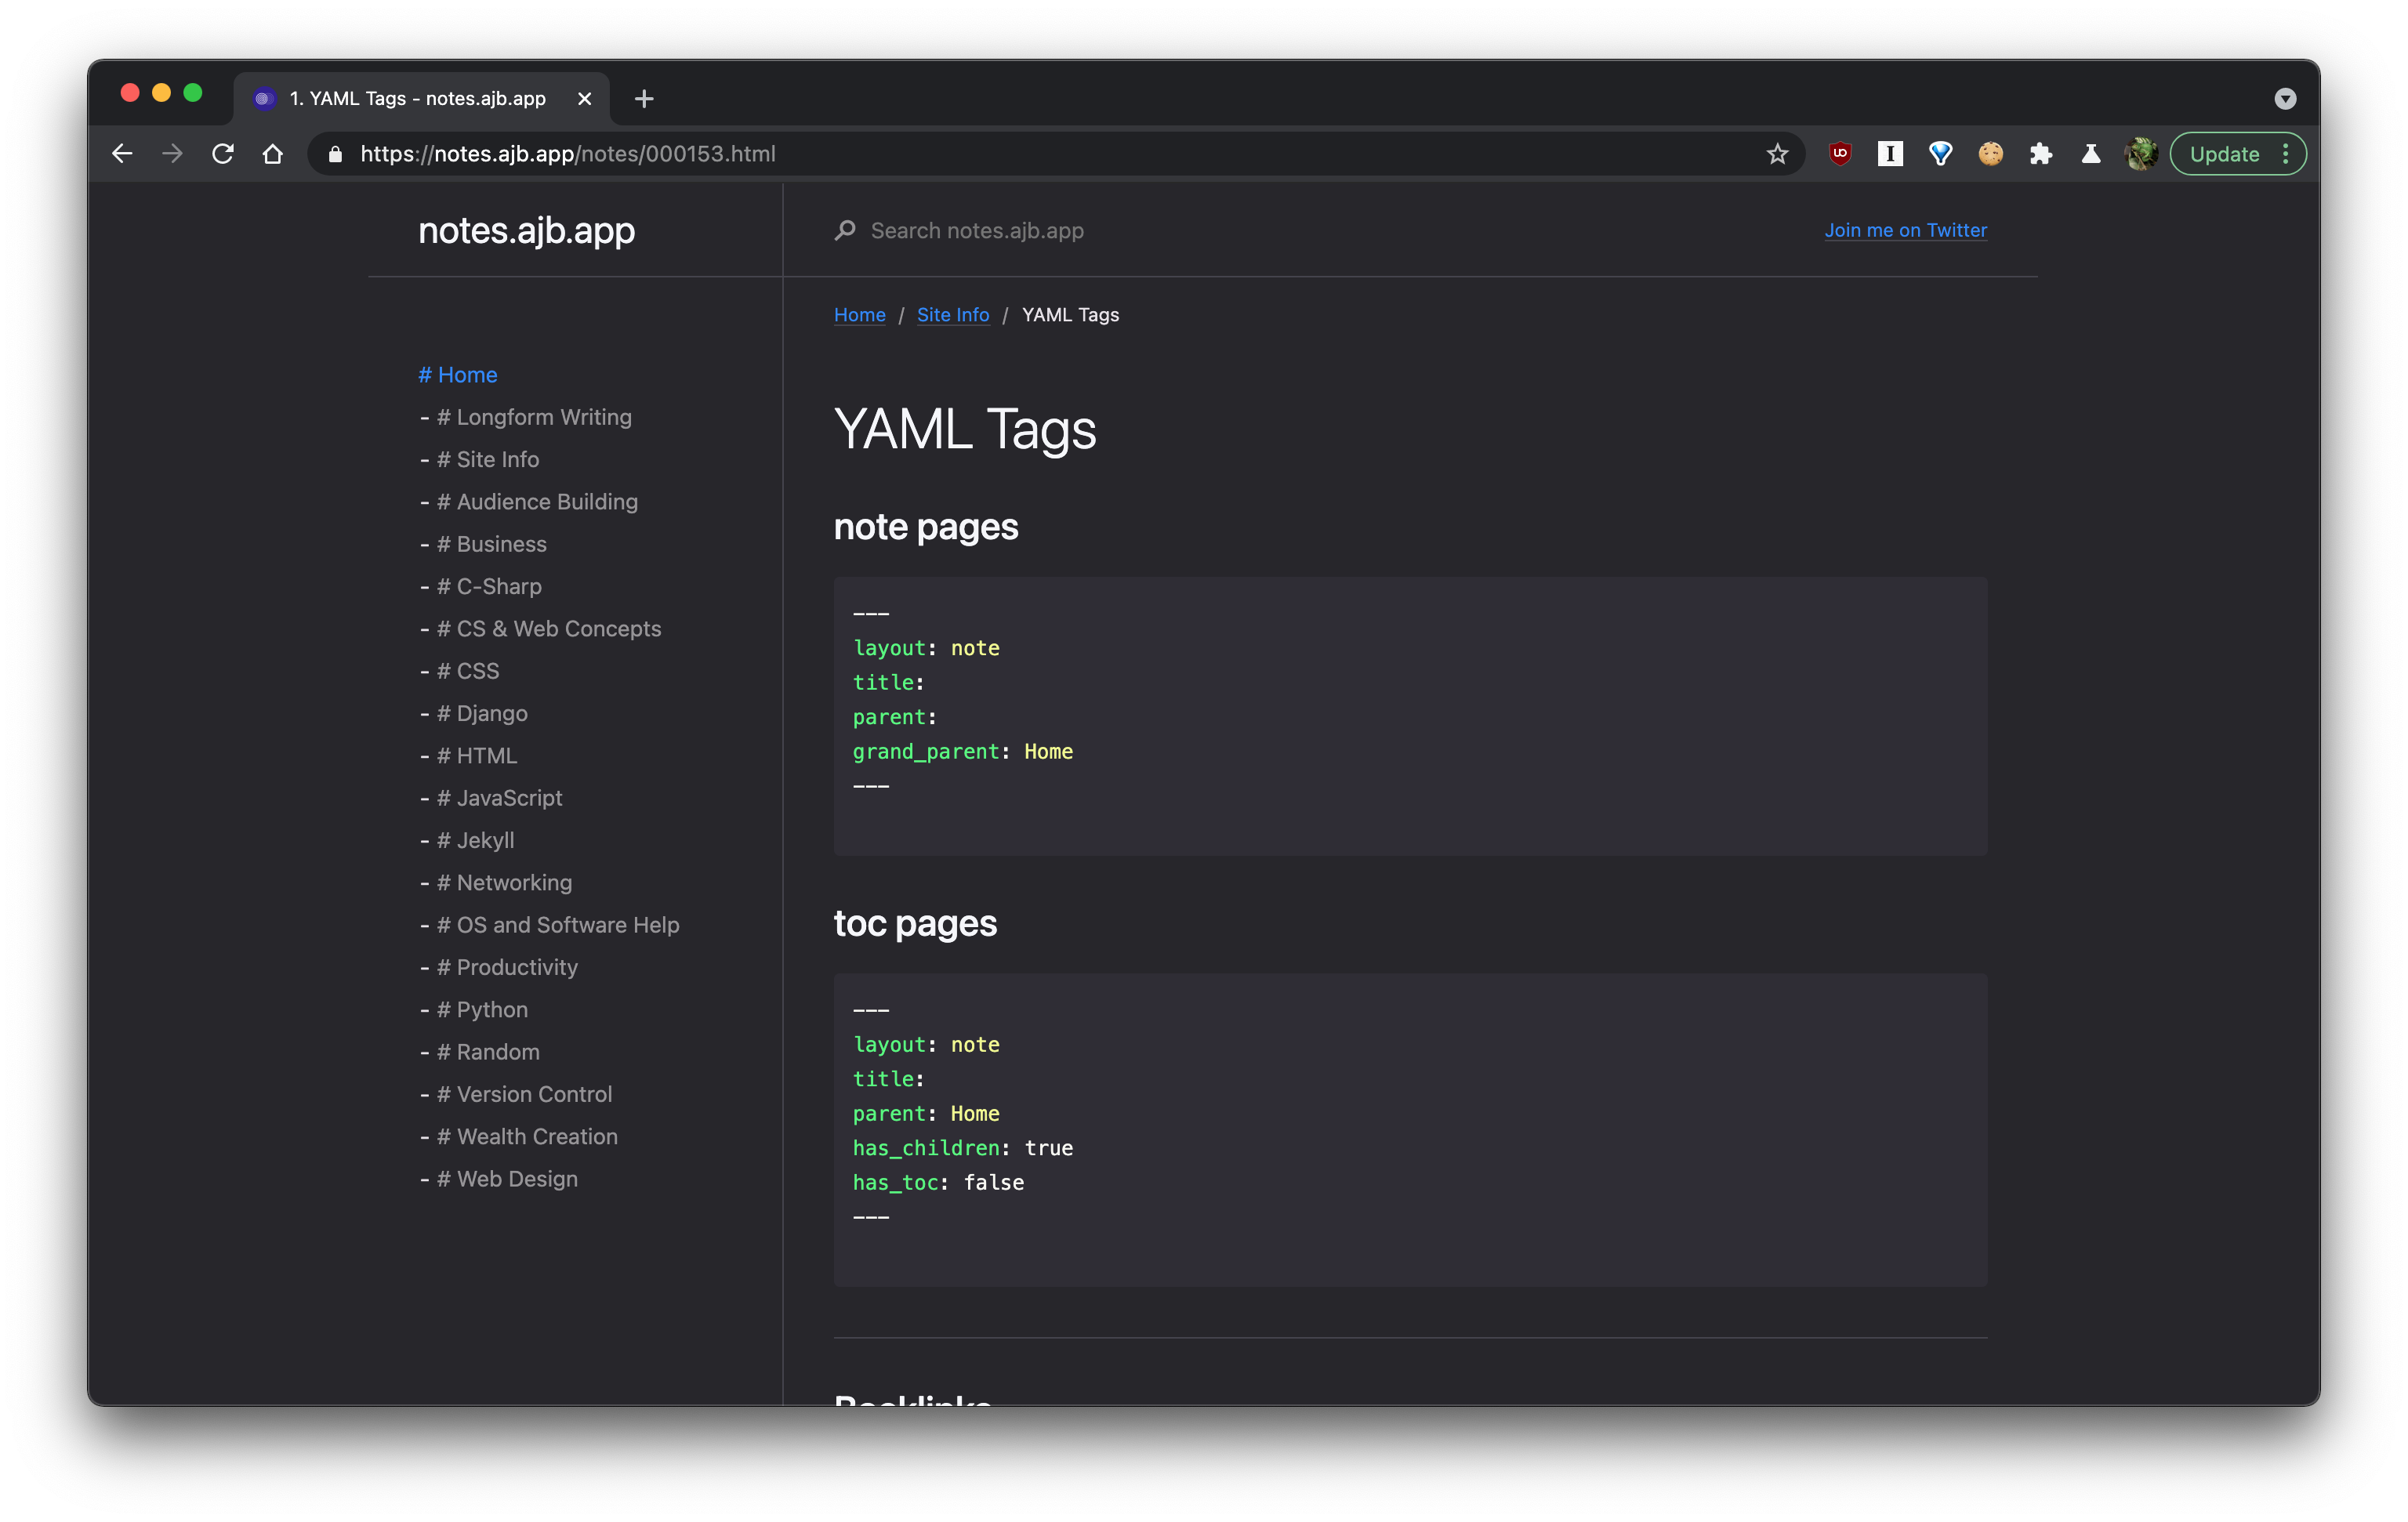 1. YAML Tags - notes.ajb.app
https://notes.ajb.app/notes/000153.html
Update
notes.ajb.app
Search notes.ajb.app
Join me on Twitter
Home / Site Info / YAML Tags
# Home
- # Longform Writing
- # Site Info
- # Audience Building
- # Business
- # C-Sharp
- # CS & Web Concepts
- # CSS
- # Django
- # HTML
- # JavaScript
- # Jekyll
- # Networking
- # OS and Software Help
- # Productivity
- # Python
- # Random
- # Version Control
- # Wealth Creation
- # Web Design
YAML Tags
note pages
---
layout: note
title:
parent:
grand_parent: Home
---
toc pages
---
layout: note
title:
parent: Home
has_children: true
has_toc: false
---
Backlinks